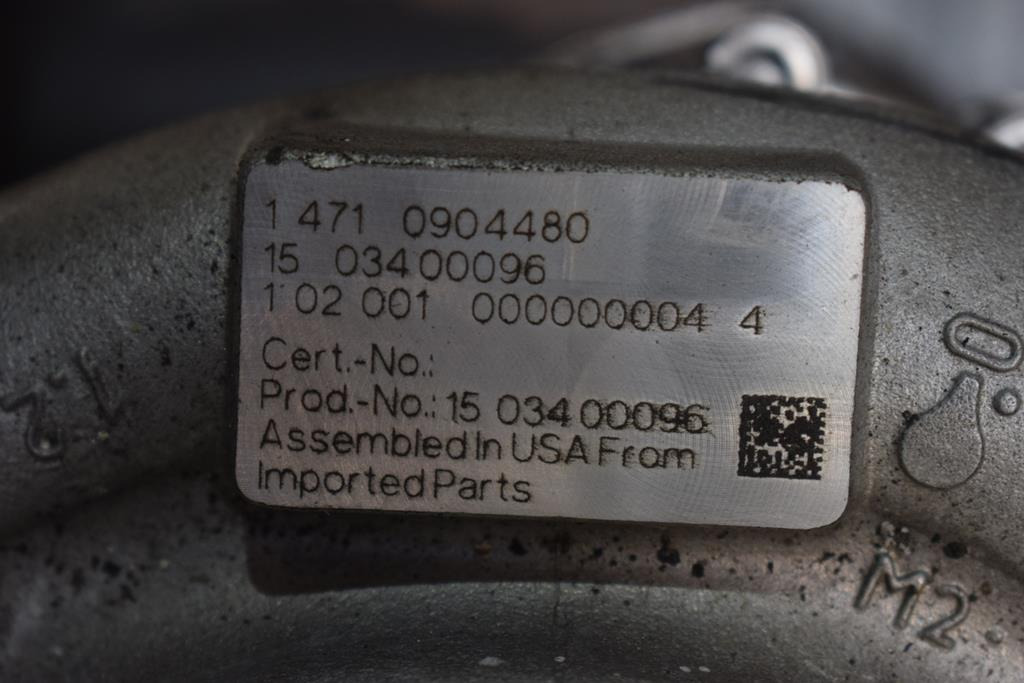 1 471 0904480
15 03400096
1 02 001 0000000004 4
Cert.-No.:
Prod.-No.: 15 03400096
Assembled In USA From
Imported Parts
M2